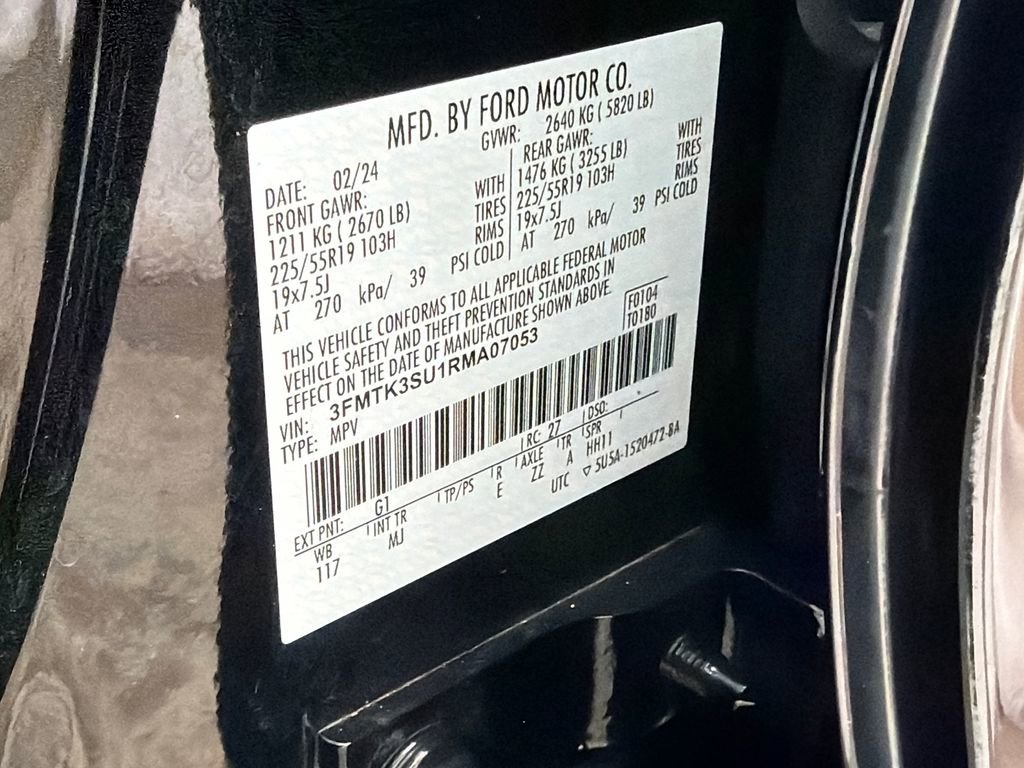 MFD. BY FORD MOTOR CO.
DATE: 02/24 GVWR: 2640 KG ( 5820 LB)
FRONT GAWR: REAR GAWR:
1211 KG ( 2670 LB) WITH 1476 KG ( 3255 LB) WITH
225/55R19 103H TIRES 225/55R19 103H TIRES
19x7.5J RIMS 19x7.5J RIMS
AT 270 kPa/ 39 PSI COLD AT 270 kPa/ 39 PSI COLD
THIS VEHICLE CONFORMS TO ALL APPLICABLE FEDERAL MOTOR
VEHICLE SAFETY AND THEFT PREVENTION STANDARDS IN
EFFECT ON THE DATE OF MANUFACTURE SHOWN ABOVE.
F0104
T0180
VIN: 3FMTK3SU1RMA07053
TYPE: MPV
EXT PNT: G1 RC: 27 DSO:
WB INT TR TP/PS R AXLE TR SPR
117 MJ E ZZ A HH11
UTC ▽ 5U5A-1520472-BA